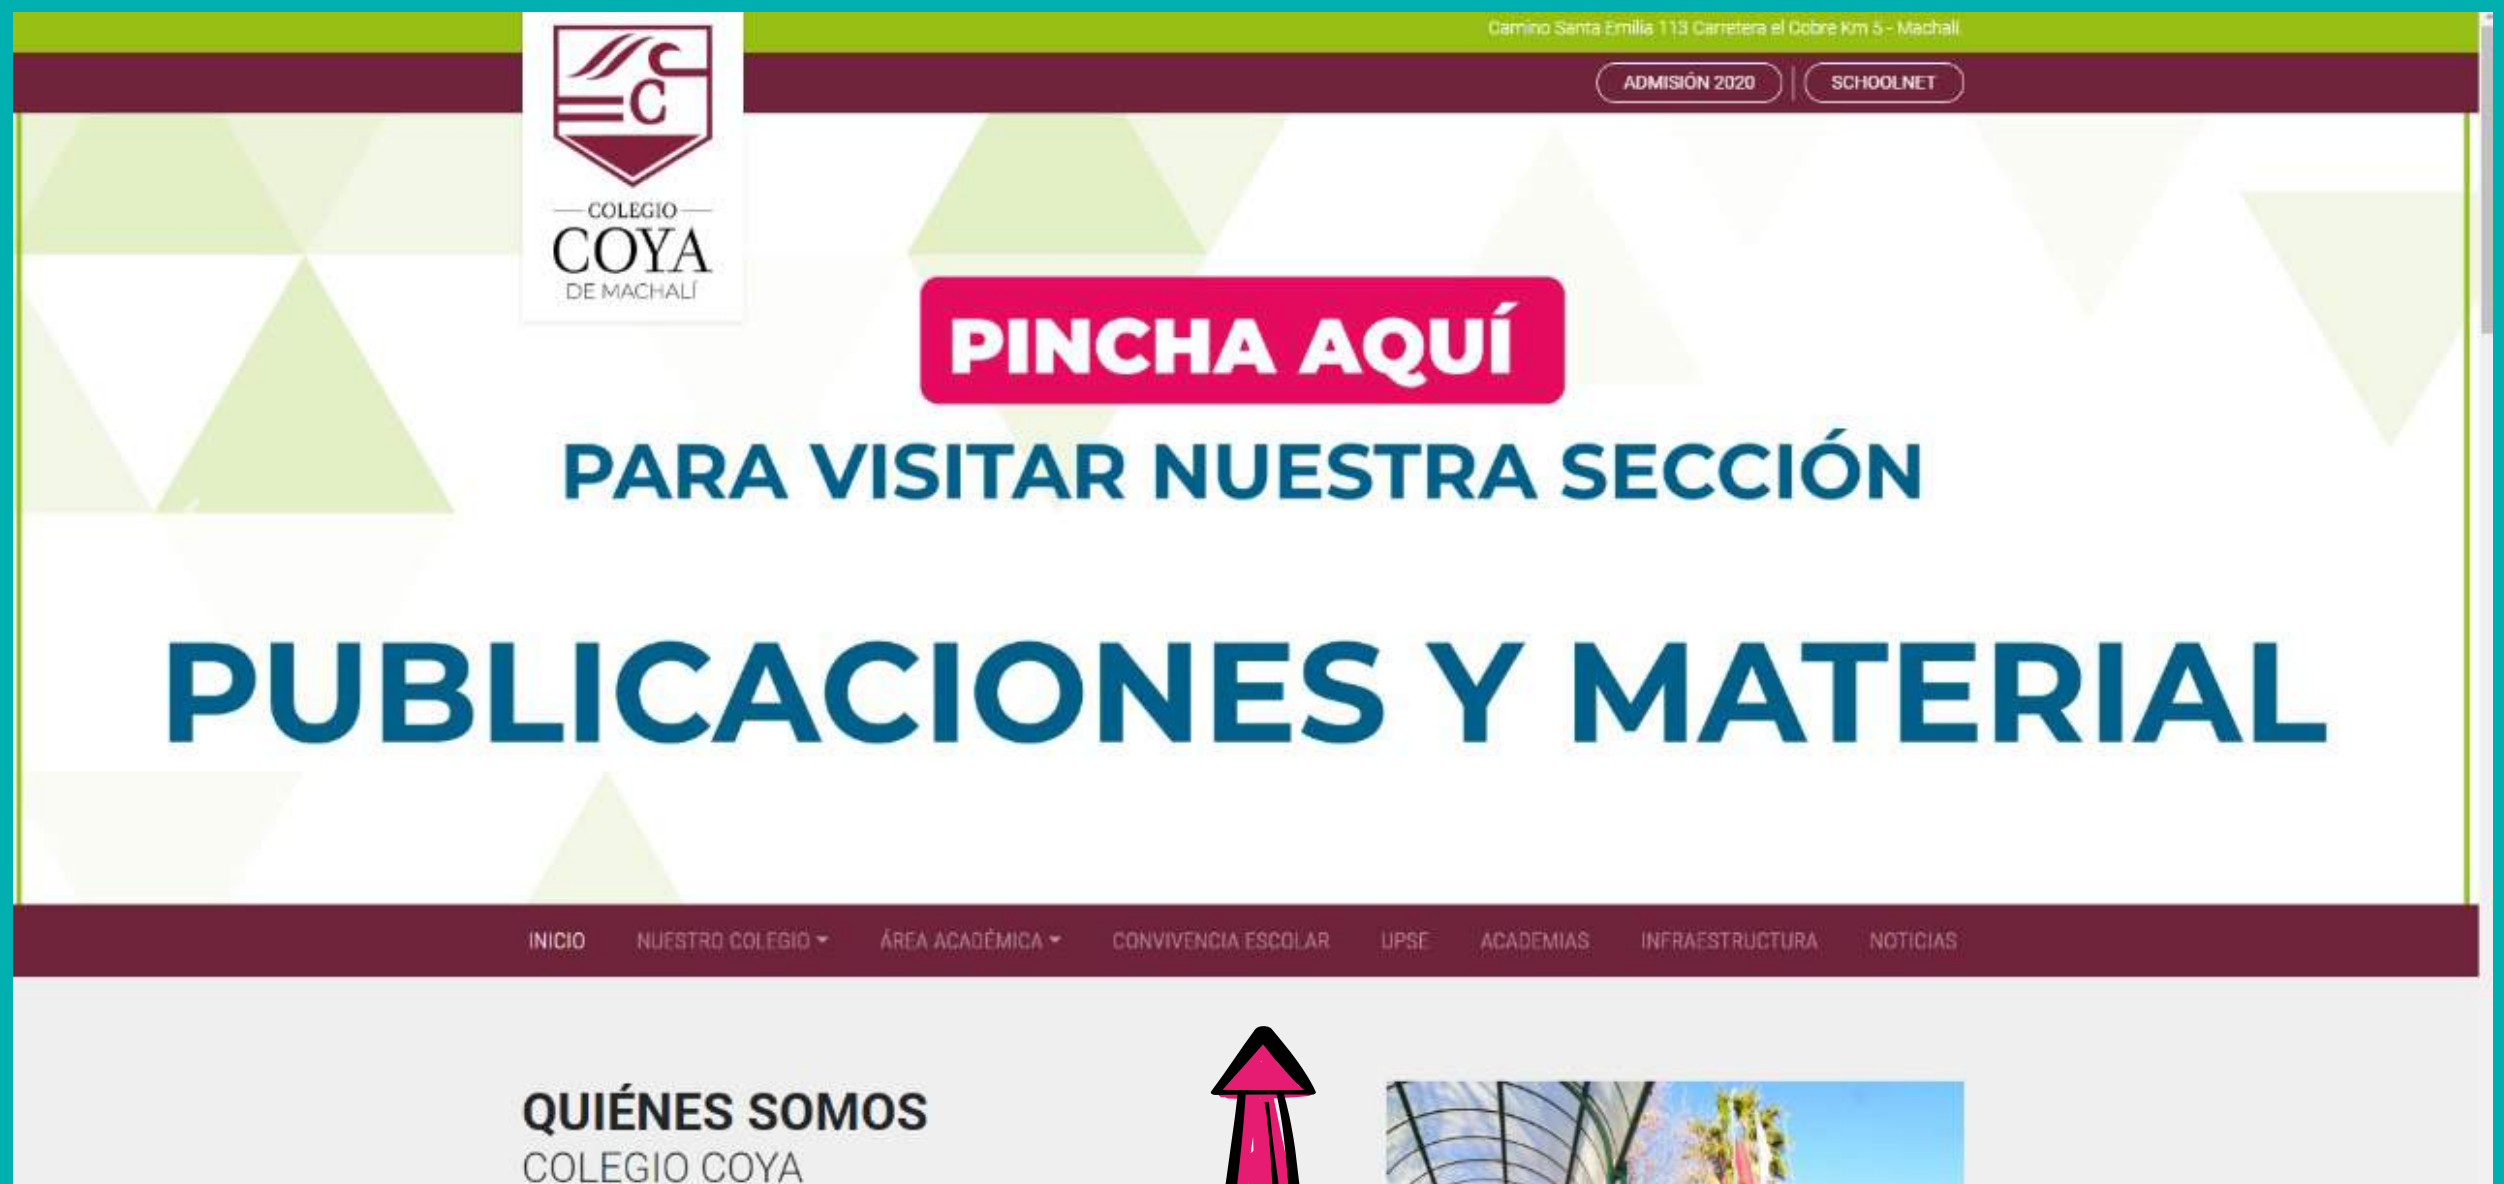 Camino Santa Emilia 113 Carretera el Cobre Km 5 - Machalí.
ADMISIÓN 2020
SCHOOLNET
C
COLEGIO
COYA
DE MACHALÍ
PINCHA AQUÍ
PARA VISITAR NUESTRA SECCIÓN
PUBLICACIONES Y MATERIAL
INICIO NUESTRO COLEGIO ÁREA ACADÉMICA CONVIVENCIA ESCOLAR UPSE ACADEMIAS INFRAESTRUCTURA NOTICIAS
QUIÉNES SOMOS
COLEGIO COYA